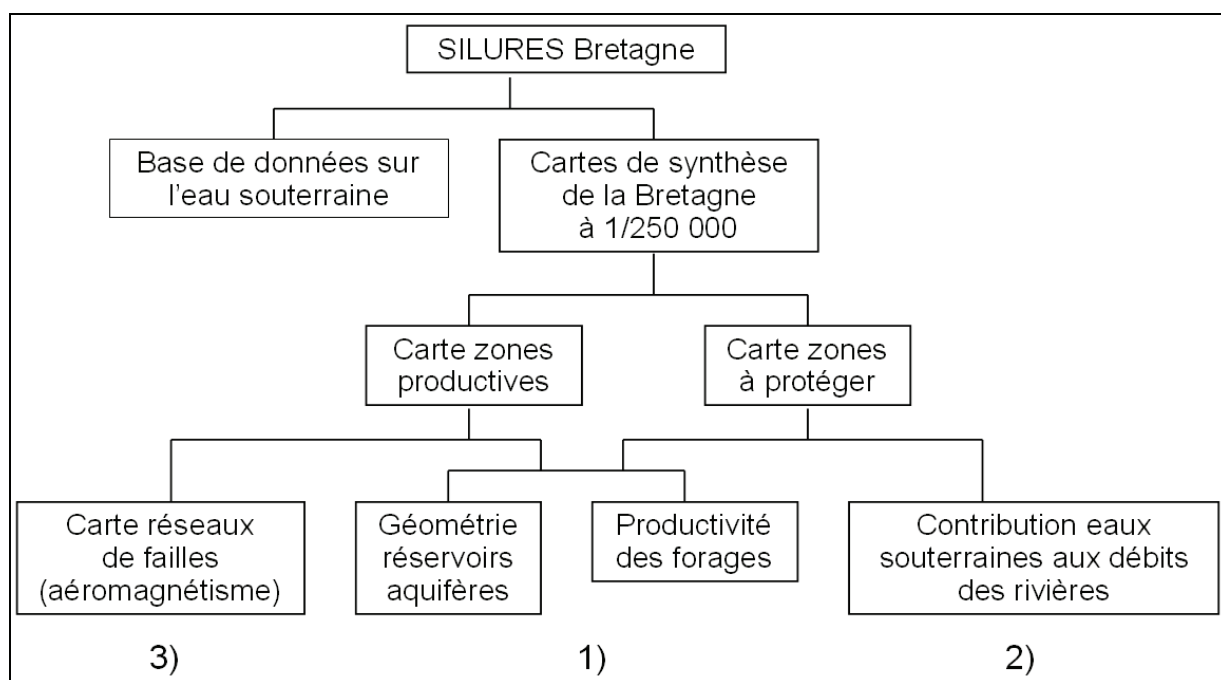 SILURES Bretagne
Base de données sur
l'eau souterraine
Cartes de synthèse
de la Bretagne
à 1/250 000
Carte zones
productives
Carte zones
à protéger
Carte réseaux
de failles
(aéromagnétisme)
Géométrie
réservoirs
aquifères
Productivité
des forages
Contribution eaux
souterraines aux débits
des rivières
3)
1)
2)